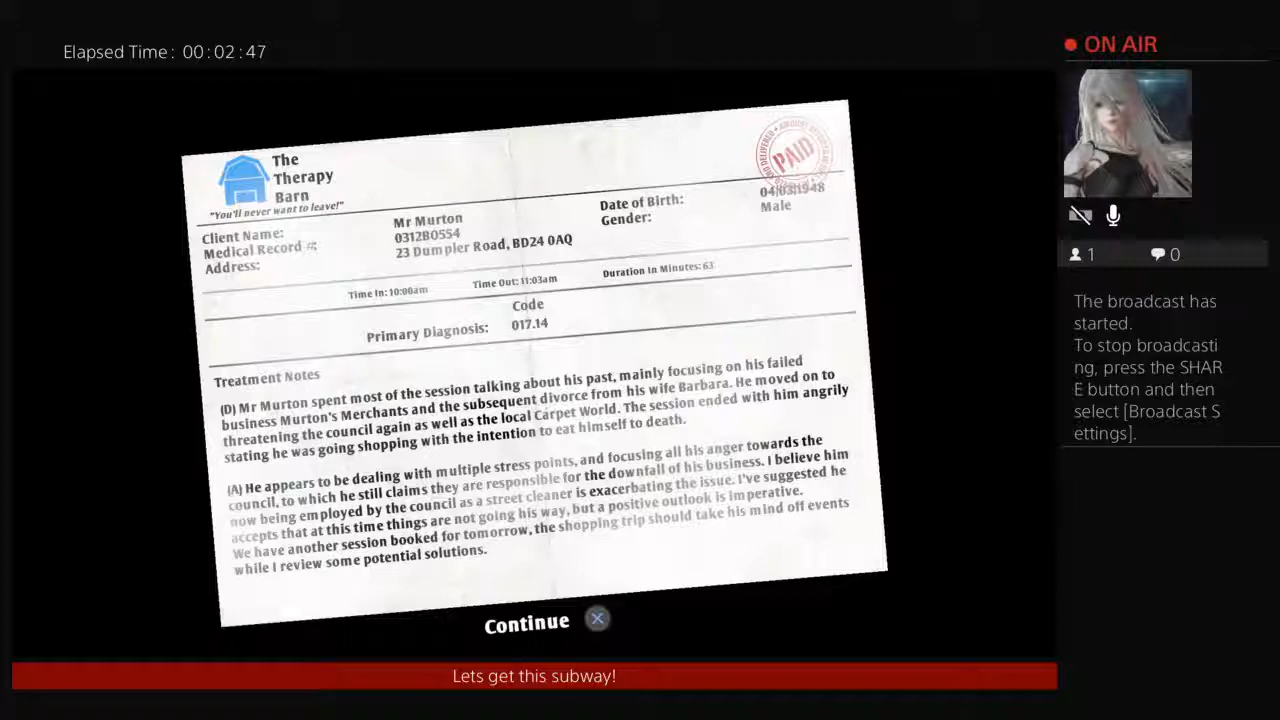 Elapsed Time: 00:02:47
ON AIR
The
Therapy
Barn
"You'll never want to leave!"
PAID
Client Name: Mr Murton
Medical Record #: 0312B0554
Address: 23 Dumpler Road, BD24 0AQ
Date of Birth: 04/03/1948
Gender: Male
Time In: 10:00am Time Out: 11:03am Duration In Minutes: 63
Code
Primary Diagnosis: 017.14
Treatment Notes
(D) Mr Murton spent most of the session talking about his past, mainly focusing on his failed
business Murton's Merchants and the subsequent divorce from his wife Barbara. He moved on to
threatening the council again as well as the local Carpet World. The session ended with him angrily
stating he was going shopping with the intention to eat himself to death.
(A) He appears to be dealing with multiple stress points, and focusing all his anger towards the
council, to which he still claims they are responsible for the downfall of his business. I believe him
now being employed by the council as a street cleaner is exacerbating the issue. I've suggested he
accepts that at this time things are not going his way, but a positive outlook is imperative.
We have another session booked for tomorrow, the shopping trip should take his mind off events
while I review some potential solutions.
Continue
Lets get this subway!
1 0
The broadcast has
started.
To stop broadcasti
ng, press the SHAR
E button and then
select [Broadcast S
ettings].